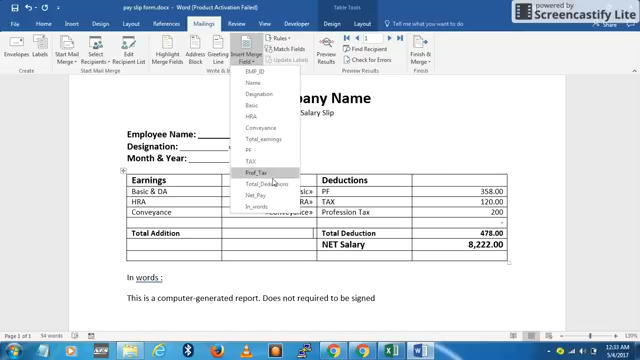 pay slip form.docx - Word (Product Activation Failed)
Table Tools
powered by
Screencastify Lite
File Home Insert Design Layout References Mailings Review View Developer Design Layout Tell me what you want to do
Envelopes Labels
Start Mail Merge Select Recipients Edit Recipient List
Highlight Merge Fields Address Block Greeting Line Insert Merge Field
Rules
Match Fields
Update Labels
Preview Results
1
Find Recipient
Check for Errors
Finish & Merge
Create Start Mail Merge Preview Results Finish
EMP_ID
Name
Designation
Basic
HRA
Conveyance
Total_earnings
PF
TAX
Prof_Tax
Total_Deductions
Net_Pay
In_words
pany Name
Salary Slip
Employee Name:
Designation:
Month & Year:
Earnings Deductions
Basic & DA sic» PF 358.00
HRA A» TAX 120.00
Conveyance «Conveyance» Profession Tax 200
-
Total Addition Total Deduction 478.00
NET Salary 8,222.00
In words :
This is a computer-generated report. Does not required to be signed
Page 1 of 1 54 words
12:33 AM
5/4/2017